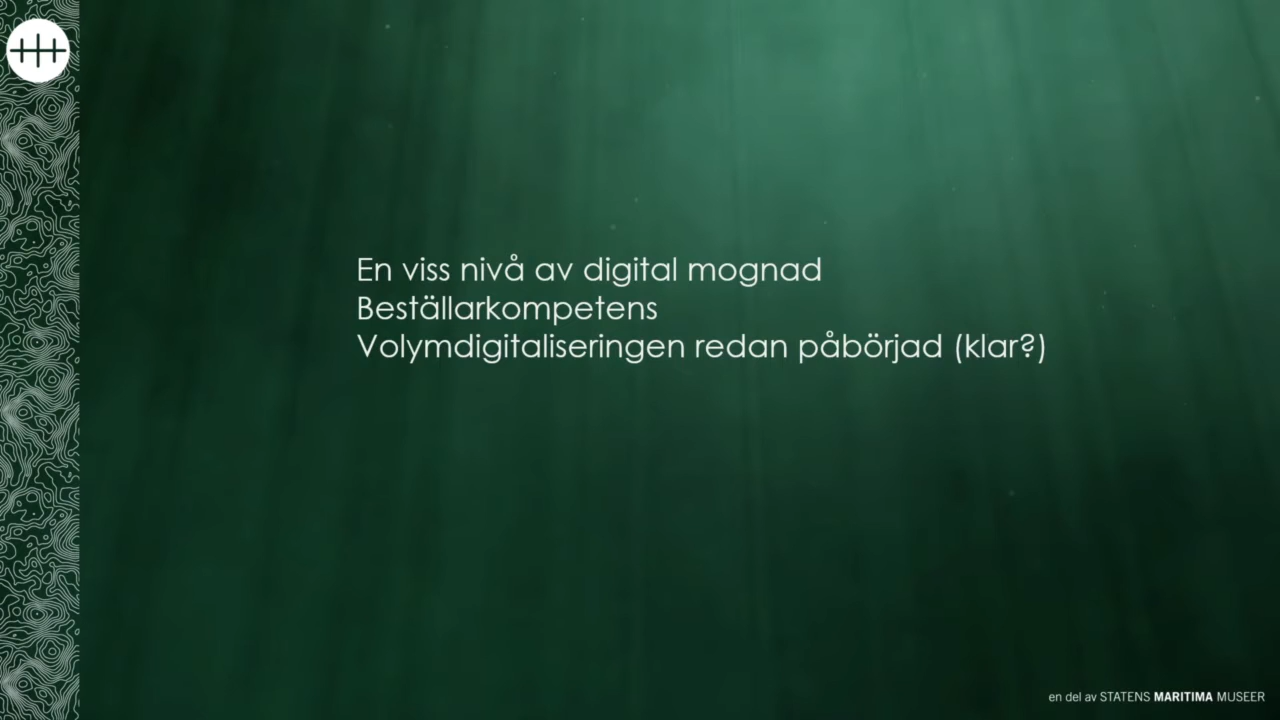 En viss nivå av digital mognad
Beställarkompetens
Volymdigitaliseringen redan påbörjad (klar?)
en del av STATENS MARITIMA MUSEER